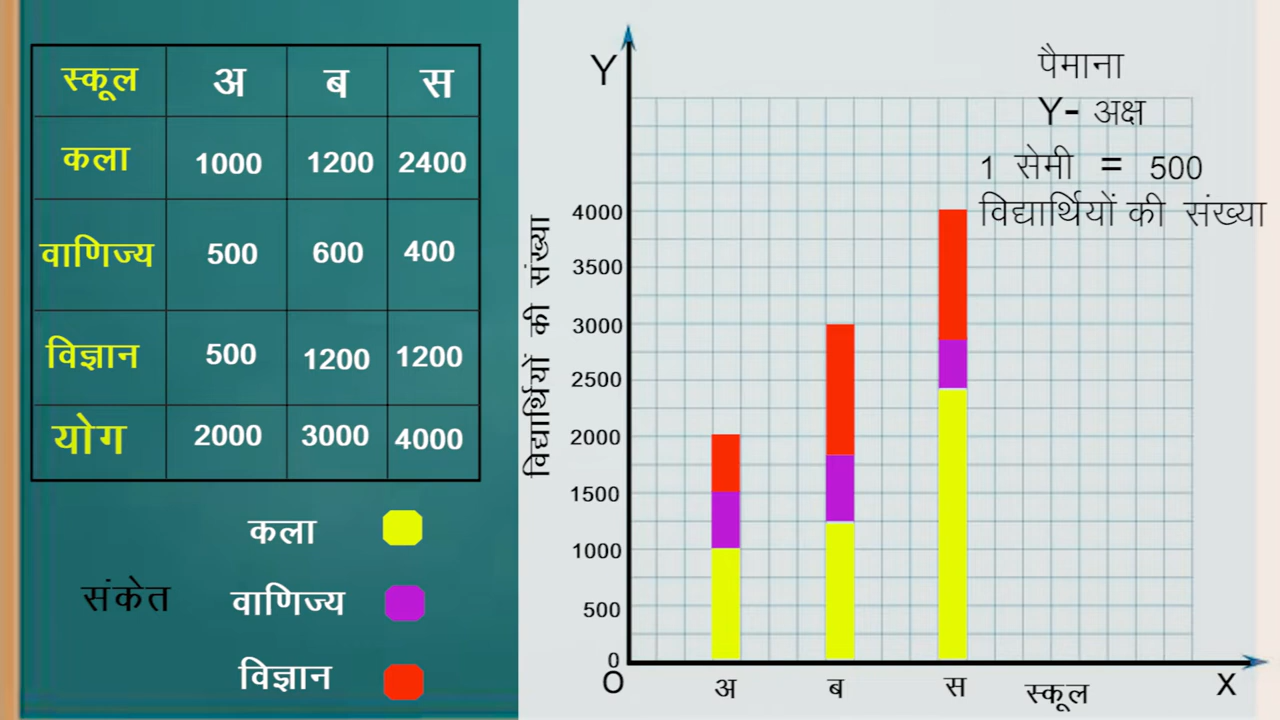 स्कूल अ ब स
कला 1000 1200 2400
वाणिज्य 500 600 400
विज्ञान 500 1200 1200
योग 2000 3000 4000
संकेत
कला
वाणिज्य
विज्ञान
Y
पैमाना
Y- अक्ष
1 सेमी = 500
विद्यार्थियों की संख्या
विद्यार्थियों की संख्या
4000
3500
3000
2500
2000
1500
1000
500
0
O अ ब स स्कूल X